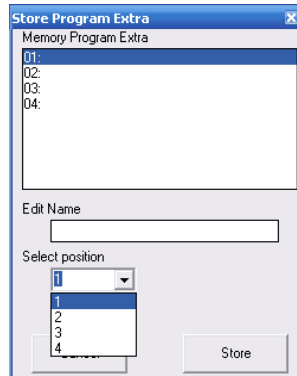 Store Program Extra
Memory Program Extra
01:
02:
03:
04:
Edit Name
Select position
1
1
2
3
4
Store